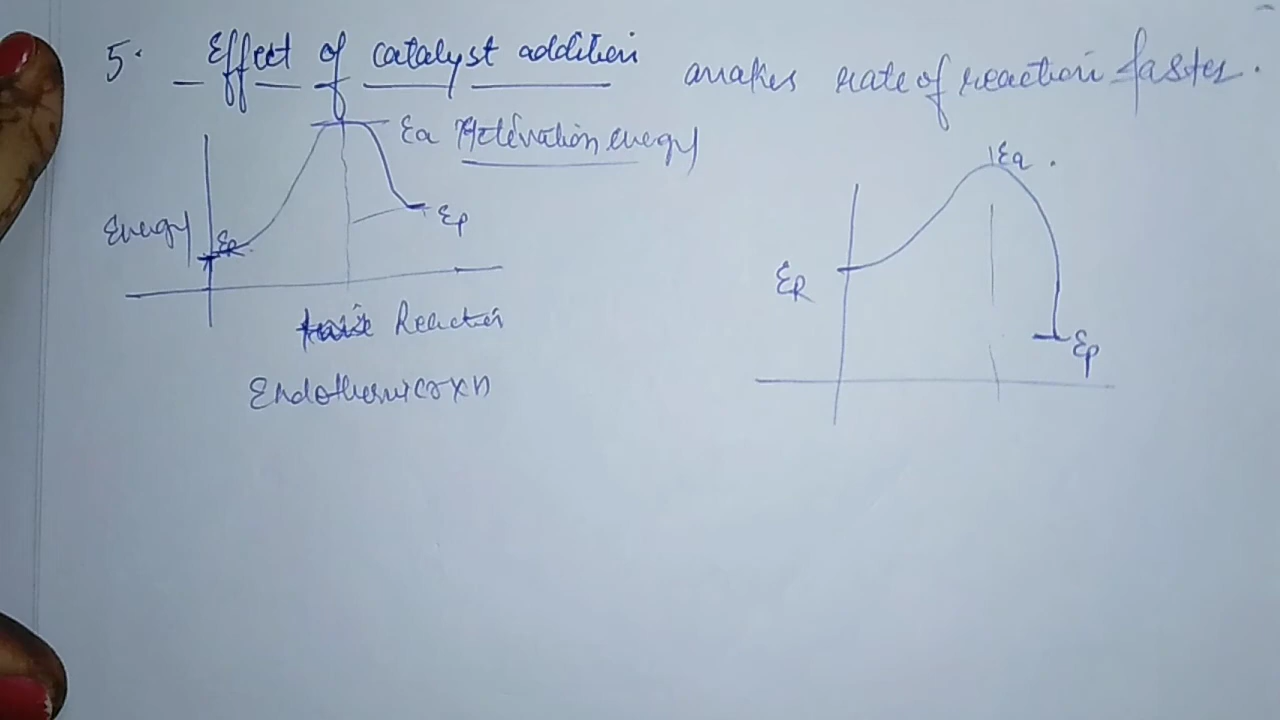 5. Effect of catalyst addition makes rate of reaction faster.
Ea Activation energy
Ea.
Energy
ER
Ep
ER
Ep
Reaction
Endothermic rxn